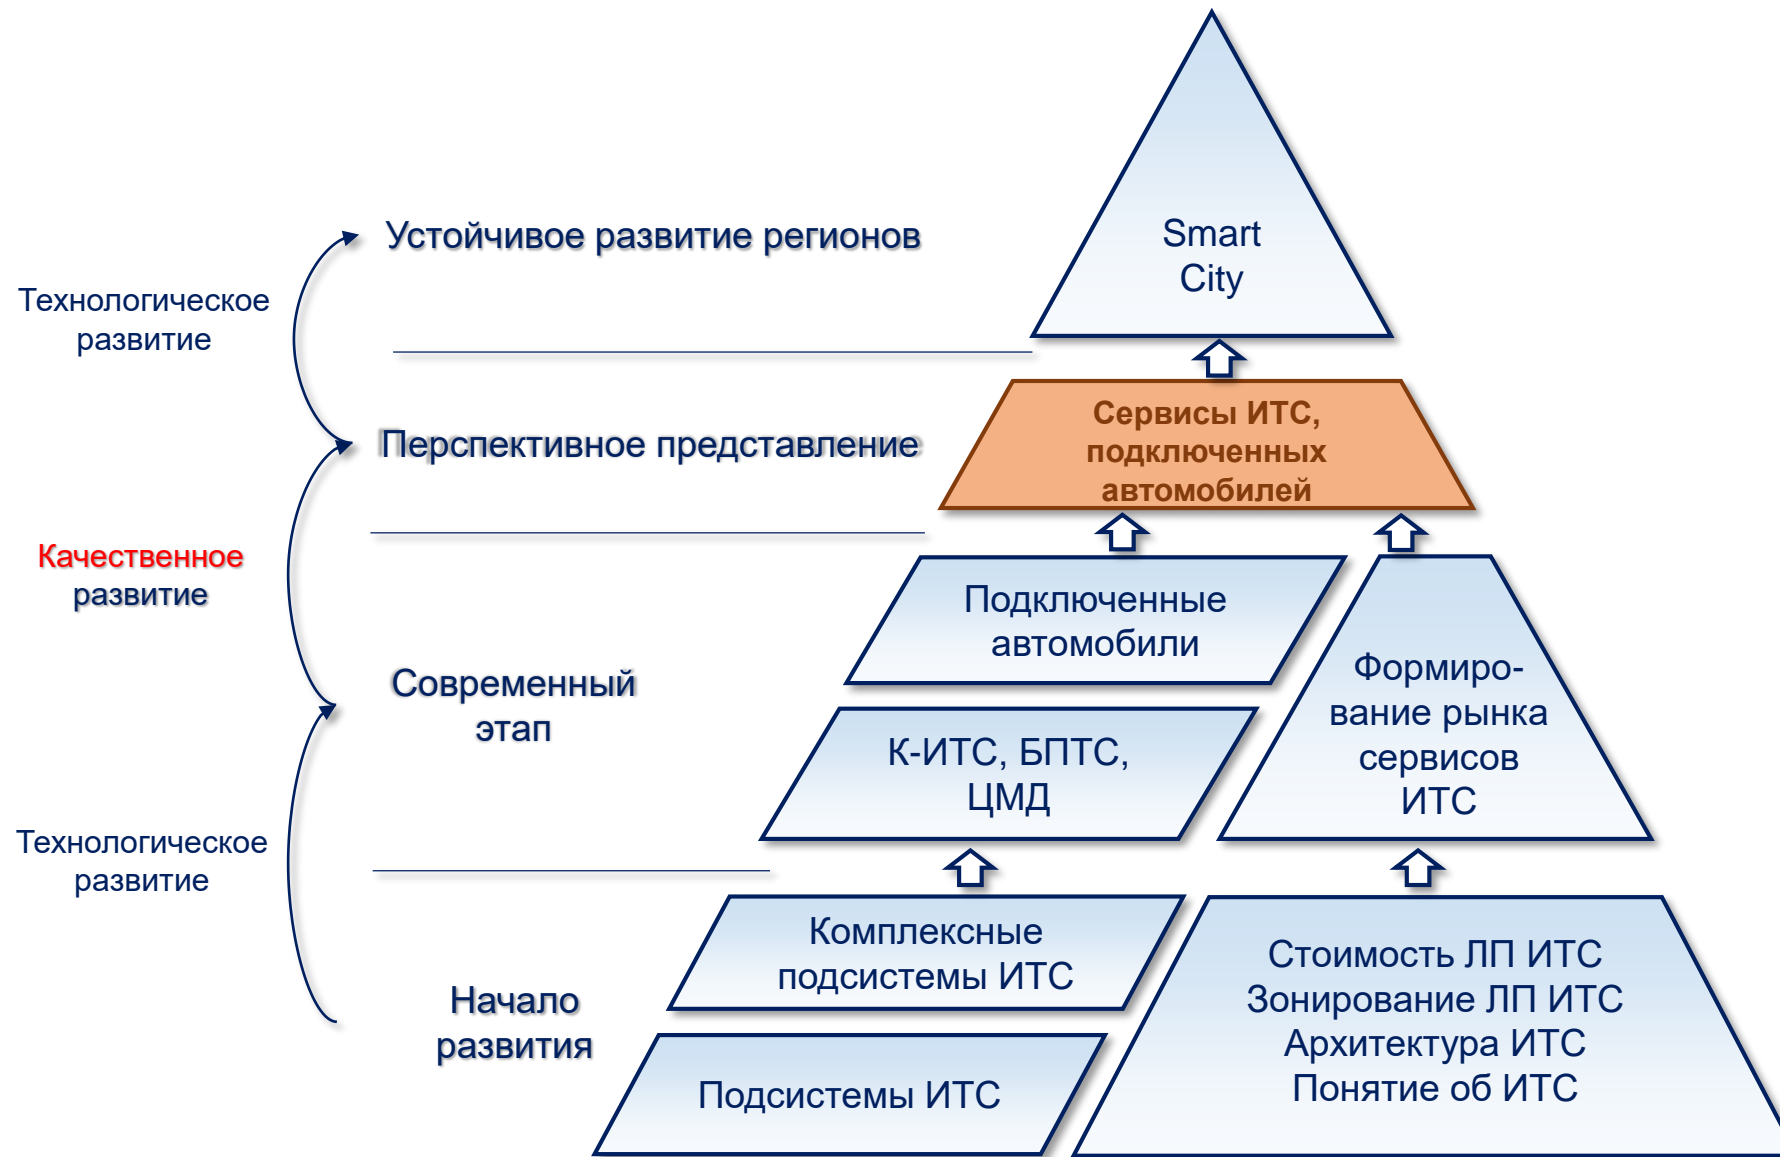 Smart
City
Устойчивое развитие регионов
Технологическое
развитие
Перспективное представление
Сервисы ИТС,
подключенных
автомобилей
Качественное
развитие
Подключенные
автомобили
Современный
этап
К-ИТС, БПТС,
ЦМД
Формиро-
вание рынка
сервисов
ИТС
Технологическое
развитие
Начало
развития
Комплексные
подсистемы ИТС
Подсистемы ИТС
Стоимость ЛП ИТС
Зонирование ЛП ИТС
Архитектура ИТС
Понятие об ИТС